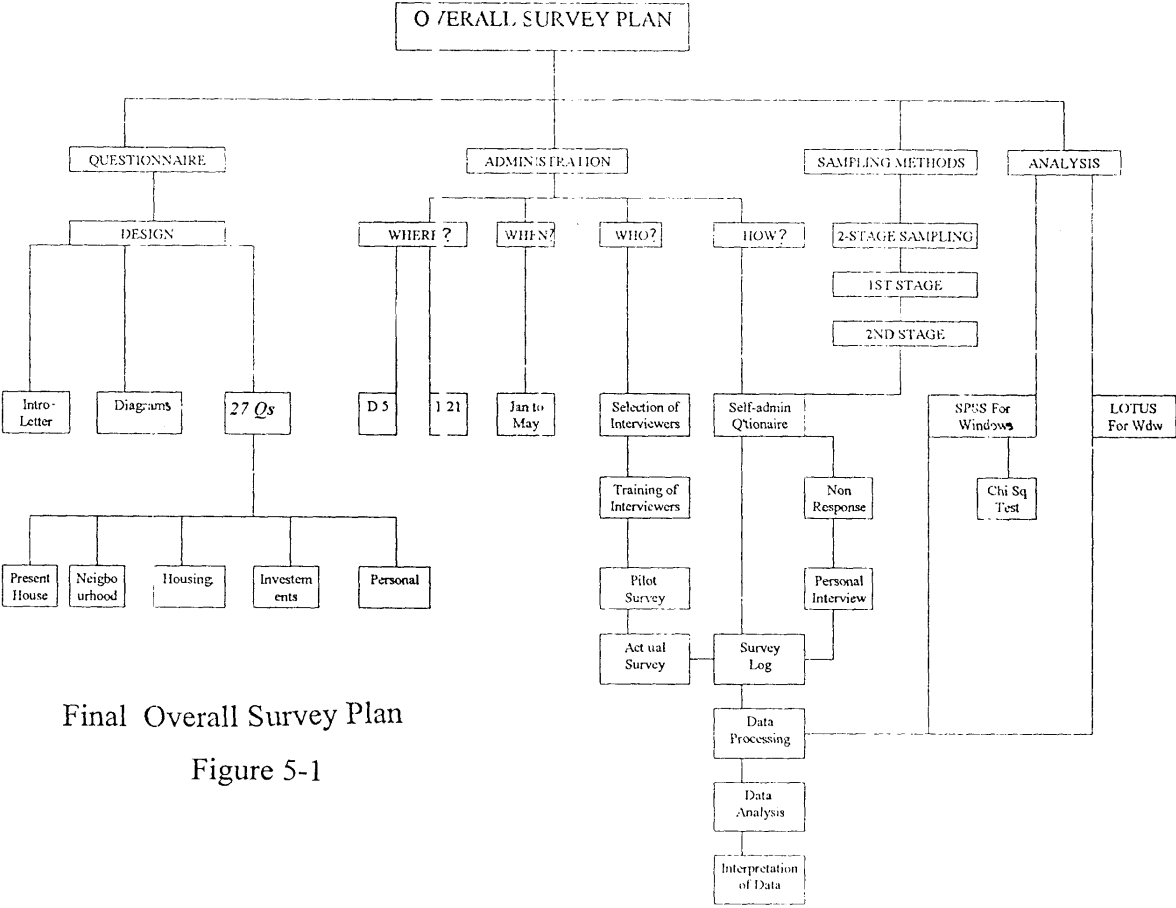 OVERALL SURVEY PLAN
QUESTIONNAIRE
ADMINISTRATION
SAMPLING METHODS
ANALYSIS
DESIGN
WHERE?
WHEN?
WHO?
HOW?
2-STAGE SAMPLING
1ST STAGE
2ND STAGE
Intro-
Letter
Diagrams
27 Qs
D 5
21
Jan to
May
Selection of
Interviewers
Self-admin
Q'tionaire
SPSS For
Windows
LOTUS
For Wdw
Training of
Interviewers
Non
Response
Chi Sq
Test
Present
House
Neigbo
urhood
Housing
Investem
ents
Personal
Pilot
Survey
Personal
Interview
Actual
Survey
Survey
Log
Final Overall Survey Plan
Figure 5-1
Data
Processing
Data
Analysis
Interpretation
of Data